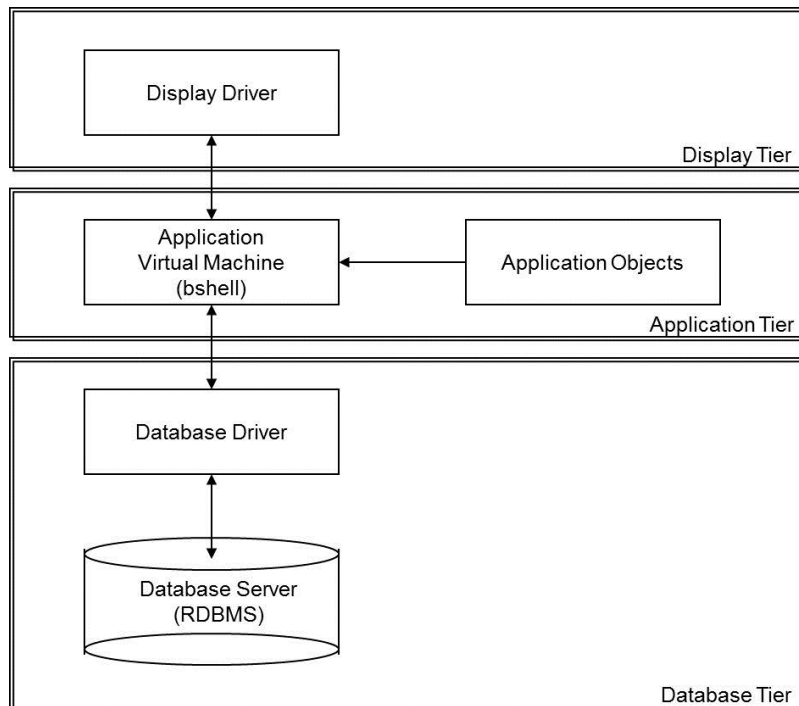 Display Driver
Display Tier
Application
Virtual Machine
(bshell)
Application Objects
Application Tier
Database Driver
Database Server
(RDBMS)
Database Tier